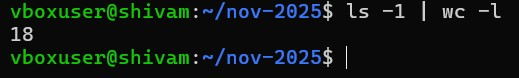 vboxuser@shivam:~/nov-2025$ ls -1 | wc -l
18
vboxuser@shivam:~/nov-2025$